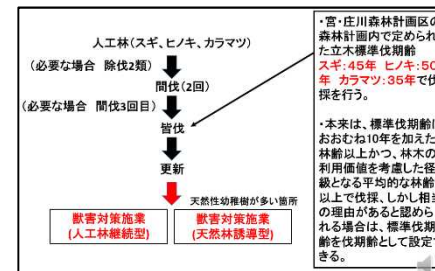 人工林(スギ、ヒノキ、カラマツ)
(必要な場合 除伐2類)
間伐(2回)
(必要な場合 間伐3回目)
皆伐
更新
天然性幼稚樹が多い箇所
獣害対策施業
(人工林継続型)
獣害対策施業
(天然林誘導型)
・宮・庄川森林計画区の
森林計画内で定められ
た立木標準伐期齢
スギ:45年 ヒノキ:50
年 カラマツ:35年で伐
採を行う。
・本来は、標準伐期齢に
おおむね10年を加えた
林齢以上かつ、林木の
利用価値を考慮した径
級となる平均的な林齢
以上で伐採、しかし相当
の理由があると認めら
れる場合は、標準伐期
齢を伐期齢として設定で
きる。